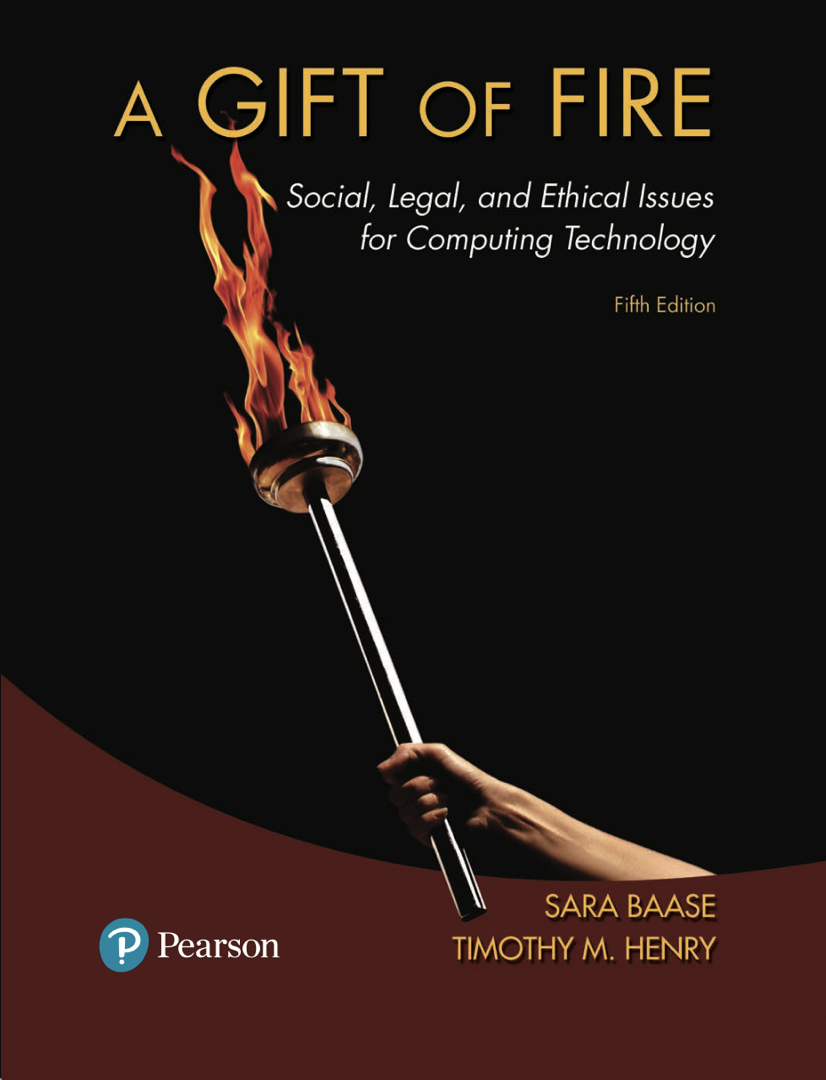 A GIFT OF FIRE
Social, Legal, and Ethical Issues
for Computing Technology
Fifth Edition
SARA BAASE
TIMOTHY M. HENRY
P Pearson